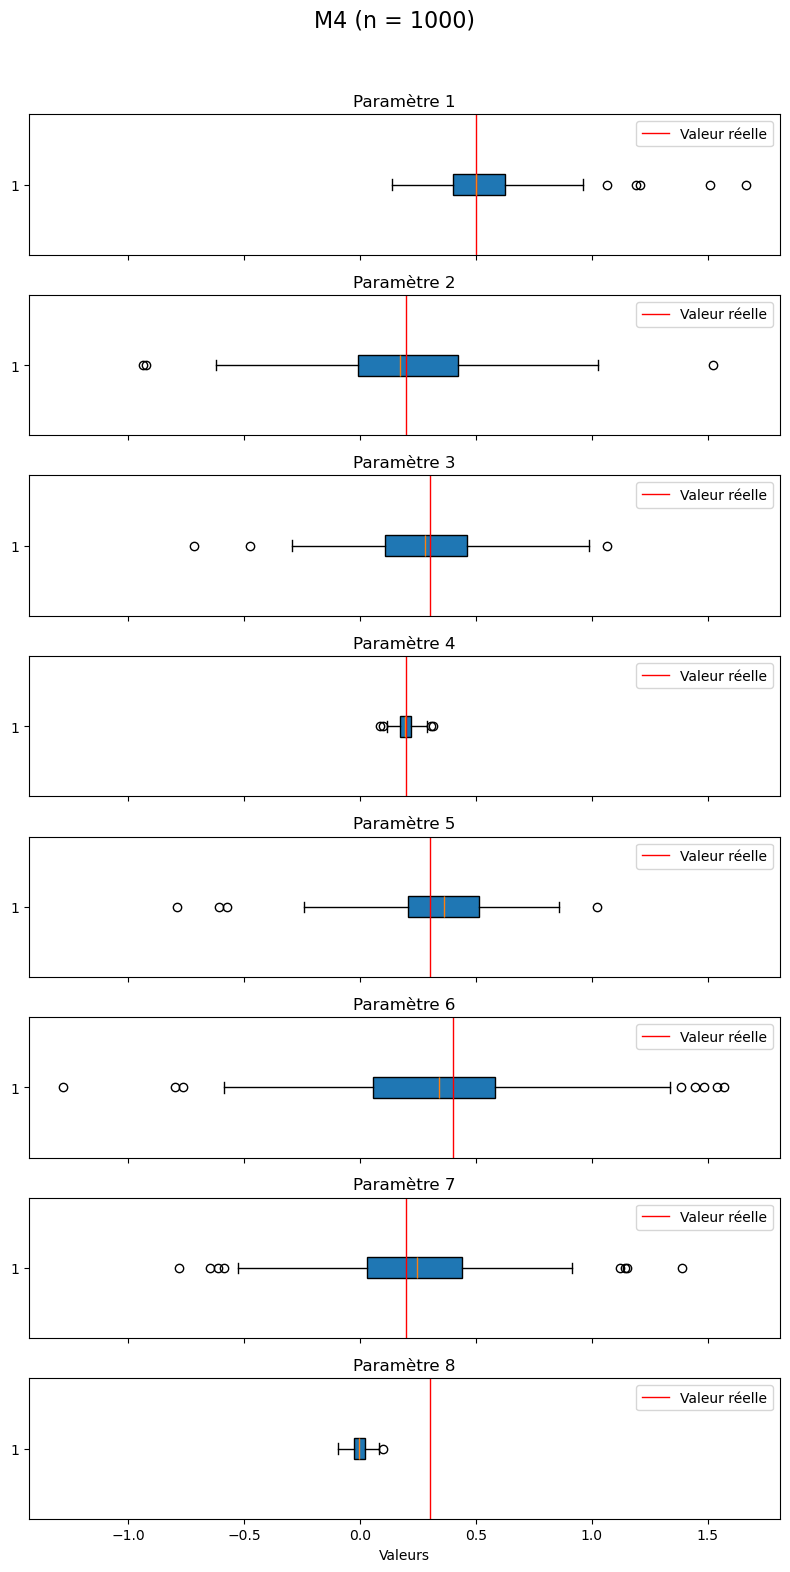 M4 (n = 1000)
Paramètre 1
Valeur réelle
1
Paramètre 2
Valeur réelle
1
Paramètre 3
Valeur réelle
1
Paramètre 4
Valeur réelle
1
Paramètre 5
Valeur réelle
1
Paramètre 6
Valeur réelle
1
Paramètre 7
Valeur réelle
1
Paramètre 8
Valeur réelle
1
−1.0 −0.5 0.0 0.5 1.0 1.5
Valeurs